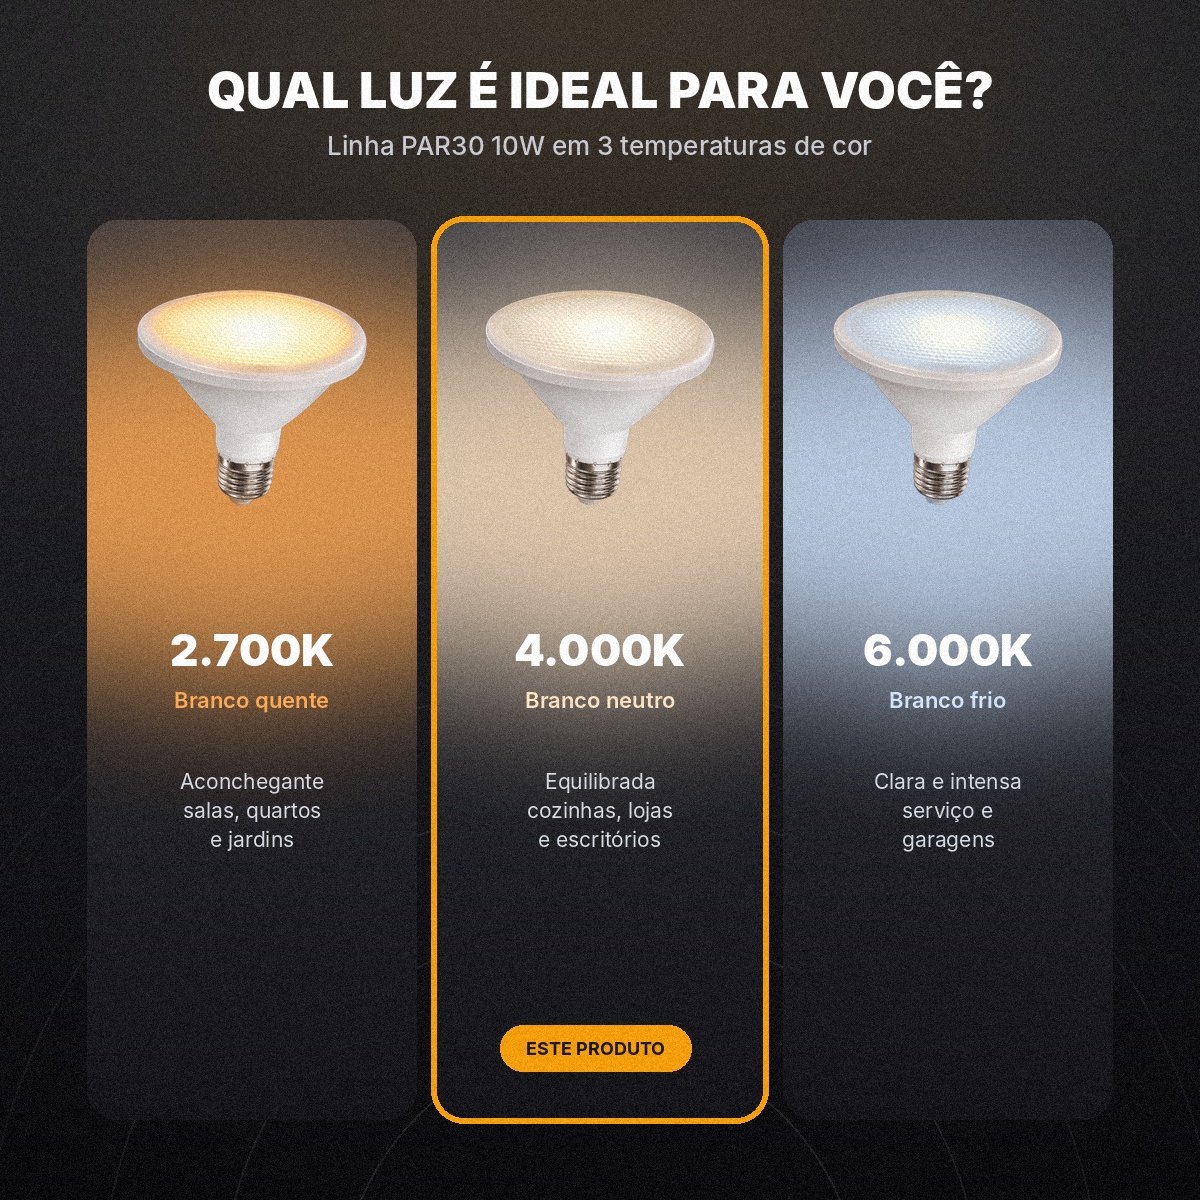 QUAL LUZ É IDEAL PARA VOCÊ?
Linha PAR30 10W em 3 temperaturas de cor
2.700K
Branco quente
Aconchegante
salas, quartos
e jardins
4.000K
Branco neutro
Equilibrada
cozinhas, lojas
e escritórios
ESTE PRODUTO
6.000K
Branco frio
Clara e intensa
serviço e
garagens